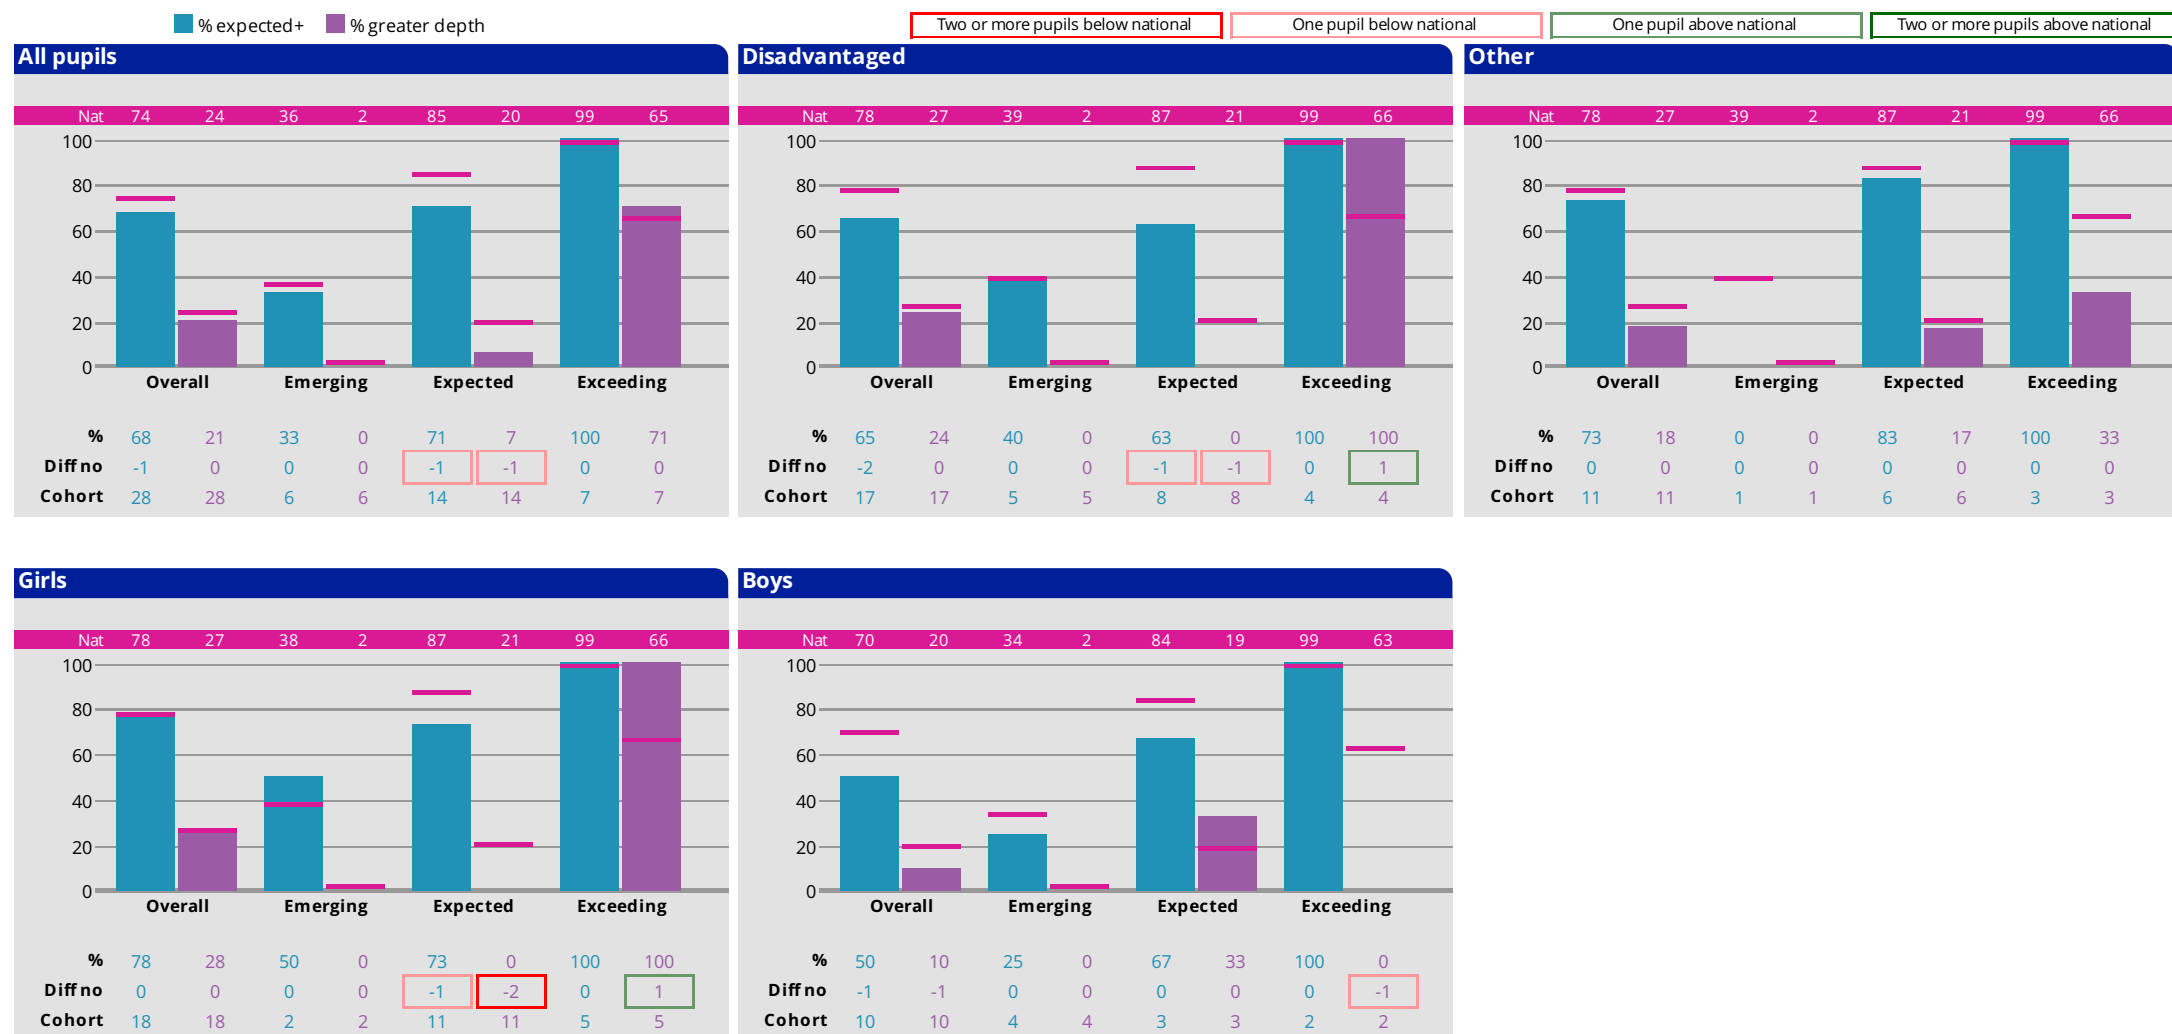 % expected+ % greater depth Two or more pupils below national One pupil below national One pupil above national Two or more pupils above national
All pupils
Nat 74 24 36 2 85 20 99 65
100
80
60
40
20
0
Overall Emerging Expected Exceeding
% 68 21 33 0 71 7 100 71
Diff no -1 0 0 0 -1 -1 0 0
Cohort 28 28 6 6 14 14 7 7
Disadvantaged
Nat 78 27 39 2 87 21 99 66
100
80
60
40
20
0
Overall Emerging Expected Exceeding
% 65 24 40 0 63 0 100 100
Diff no -2 0 0 0 -1 -1 0 1
Cohort 17 17 5 5 8 8 4 4
Other
Nat 78 27 39 2 87 21 99 66
100
80
60
40
20
0
Overall Emerging Expected Exceeding
% 73 18 0 0 83 17 100 33
Diff no 0 0 0 0 0 0 0 0
Cohort 11 11 1 1 6 6 3 3
Girls
Nat 78 27 38 2 87 21 99 66
100
80
60
40
20
0
Overall Emerging Expected Exceeding
% 78 28 50 0 73 0 100 100
Diff no 0 0 0 0 -1 -2 0 1
Cohort 18 18 2 2 11 11 5 5
Boys
Nat 70 20 34 2 84 19 99 63
100
80
60
40
20
0
Overall Emerging Expected Exceeding
% 50 10 25 0 67 33 100 0
Diff no -1 -1 0 0 0 0 0 -1
Cohort 10 10 4 4 3 3 2 2